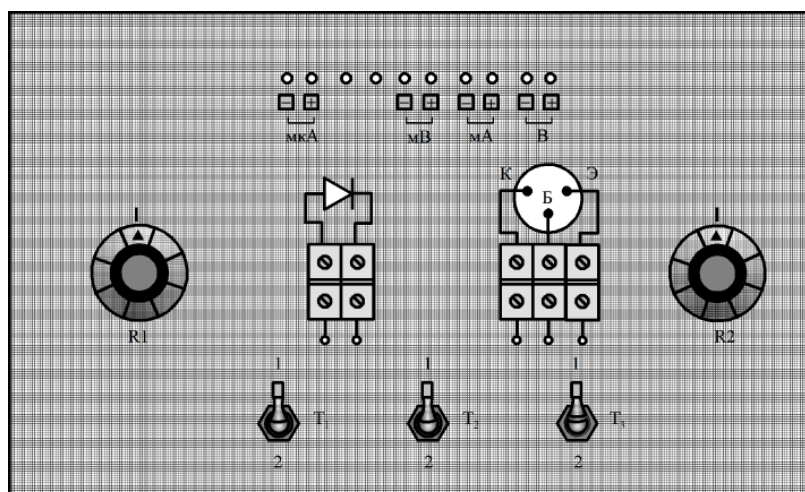 − + − + − + − +
мкА мВ мА В
К Э
Б
R1 R2
1 1 1
T₁ T₂ T₃
2 2 2